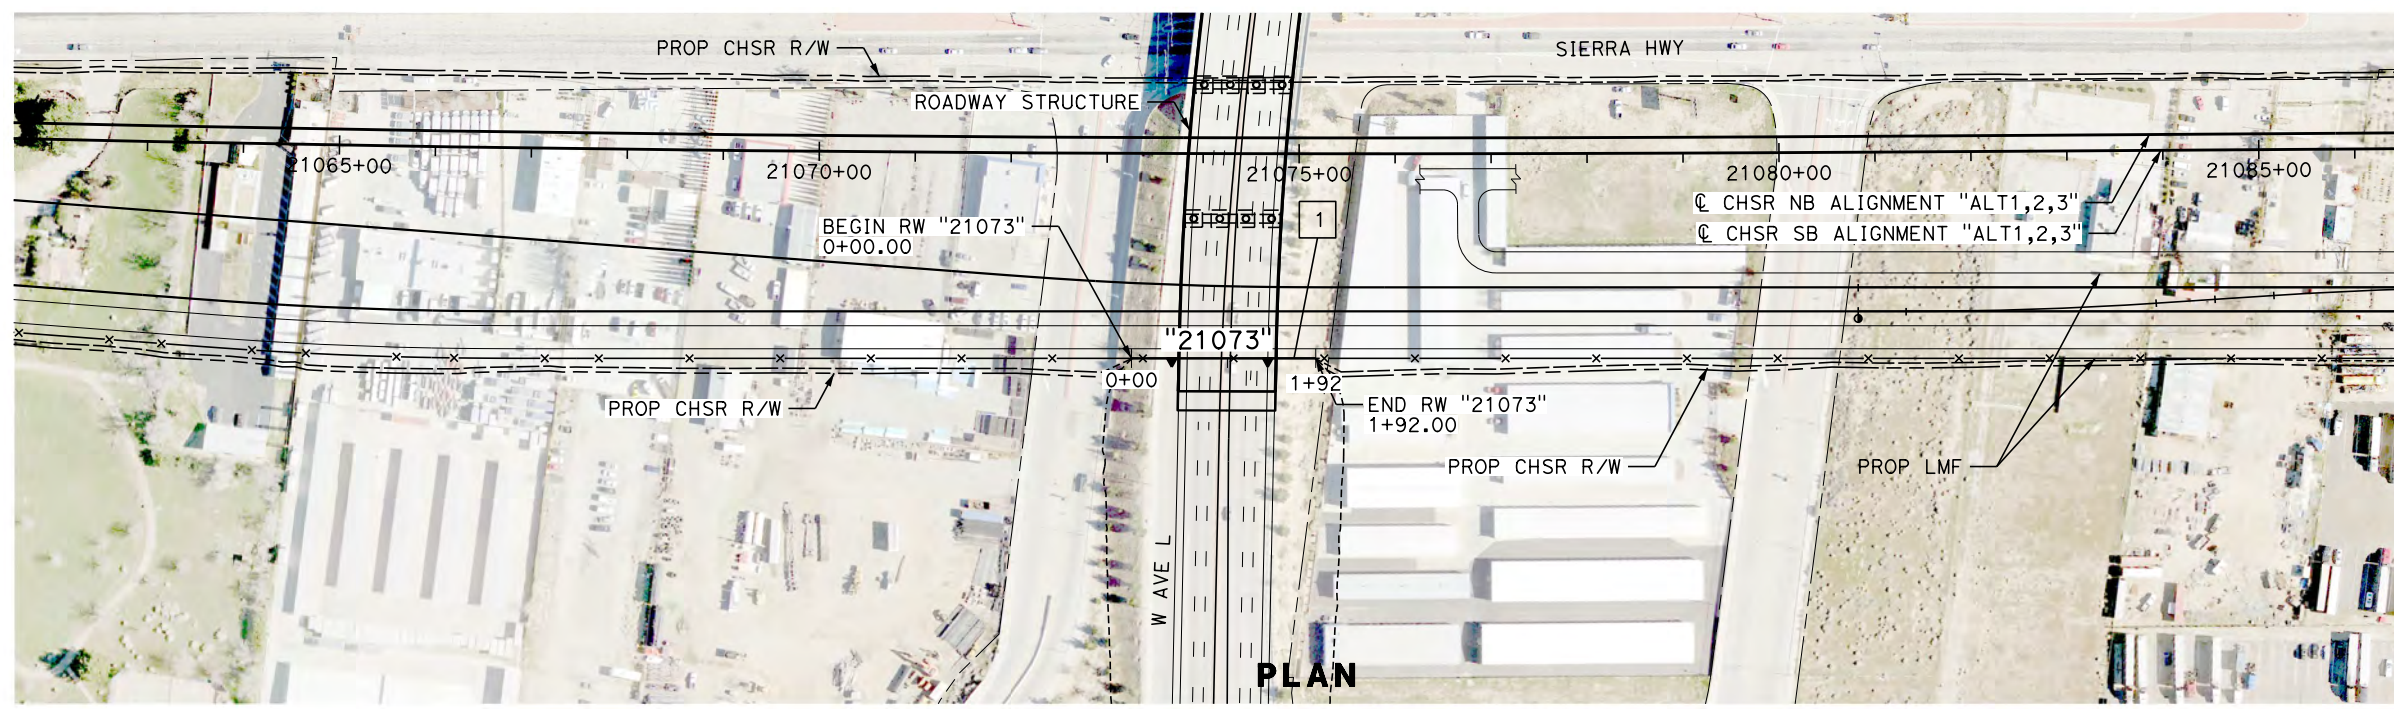 PROP CHSR R/W
SIERRA HWY
ROADWAY STRUCTURE
21065+00
21070+00
21075+00
21080+00
21085+00
℄ CHSR NB ALIGNMENT "ALT1,2,3"
℄ CHSR SB ALIGNMENT "ALT1,2,3"
1
BEGIN RW "21073"
0+00.00
"21073"
0+00
1+92
PROP CHSR R/W
END RW "21073"
1+92.00
PROP CHSR R/W
PROP LMF
W AVE L
PLAN